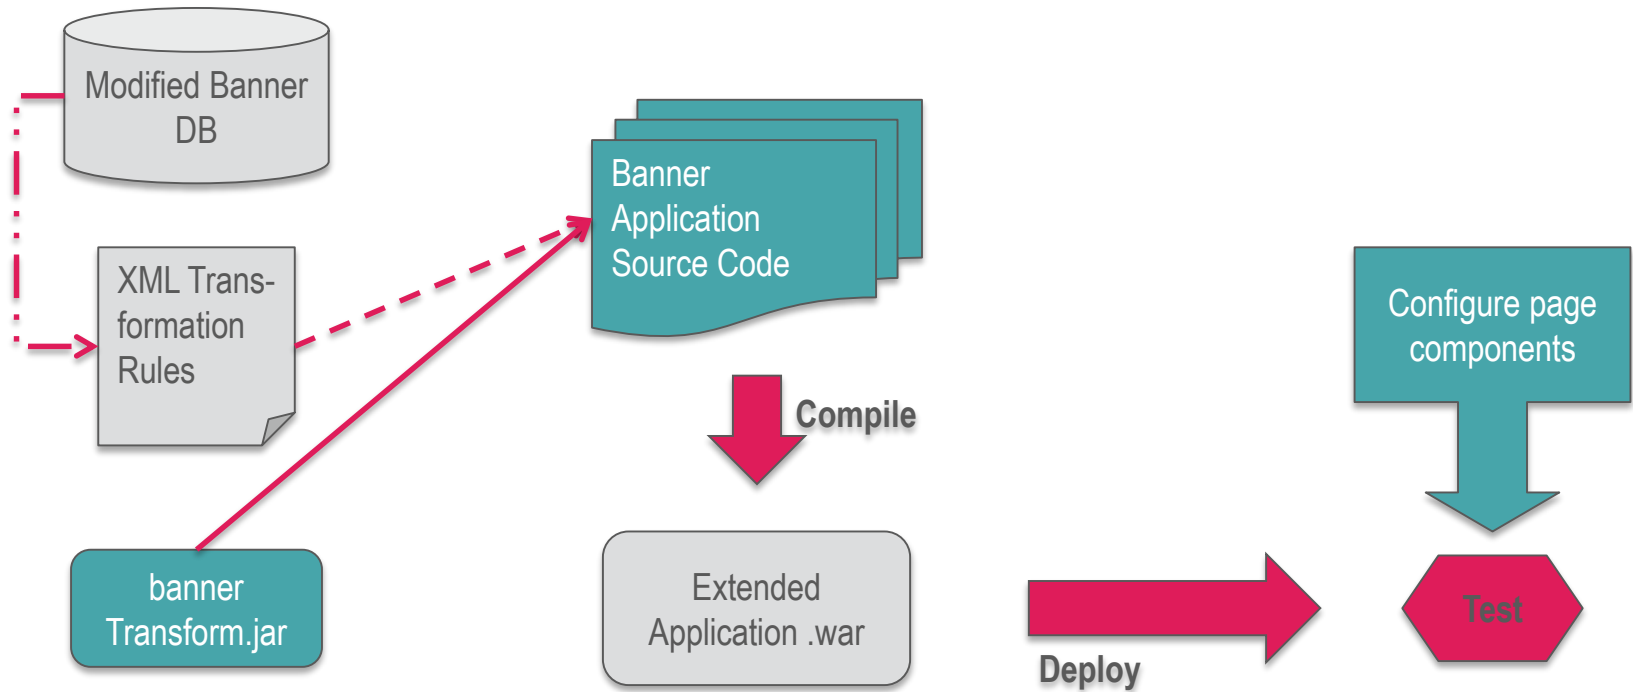 Modified Banner
DB
XML Trans-
formation
Rules
banner
Transform.jar
Banner
Application
Source Code
Compile
Extended
Application .war
Deploy
Configure page
components
Test